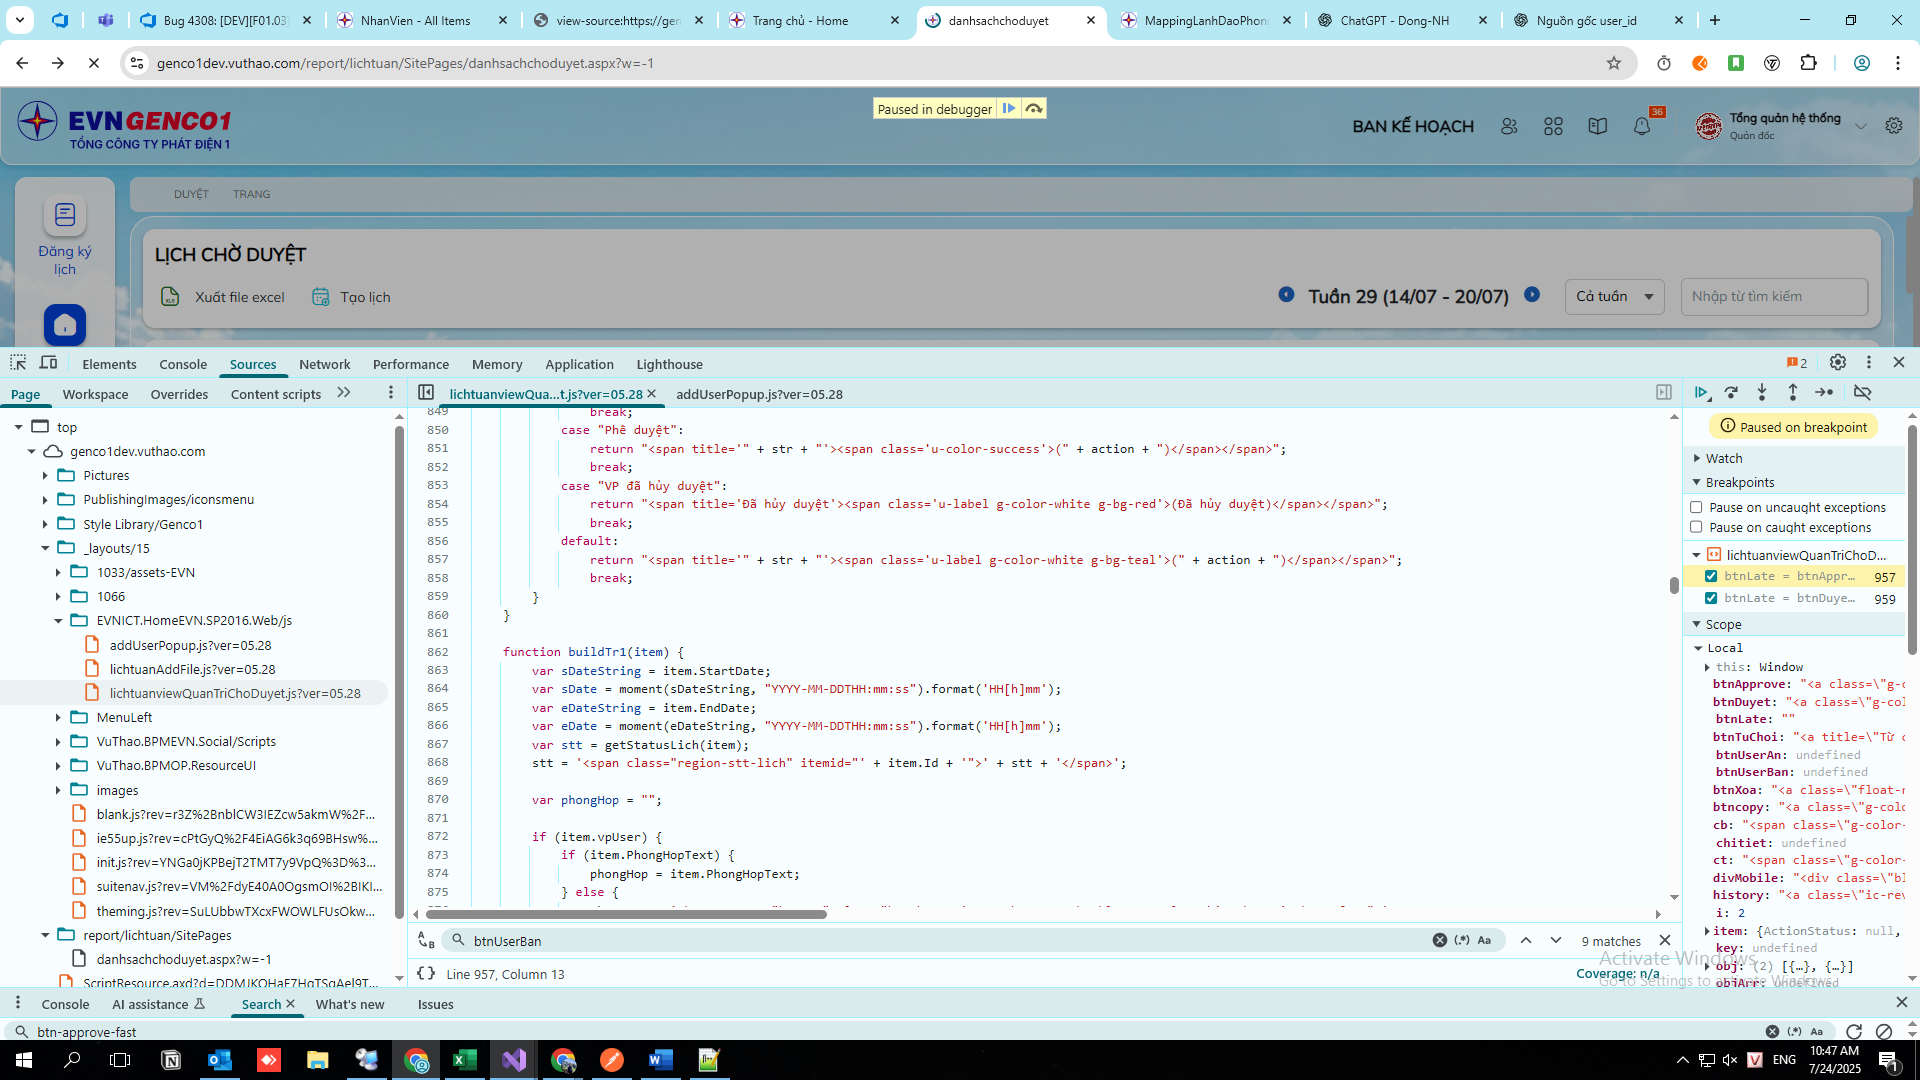 Bug 4308: [DEV][F01.03]
NhanVien - All Items
view-source:https://gen
Trang chủ - Home
danhsachchoduyet
MappingLanhDaoPhong
ChatGPT - Dong-NH
Nguồn gốc user_id
genco1dev.vuthao.com/report/lichtuan/SitePages/danhsachchoduyet.aspx?w=-1
EVNGENCO1
TỔNG CÔNG TY PHÁT ĐIỆN 1
Paused in debugger
BAN KẾ HOẠCH
36
Tổng quản hệ thống
Quản đốc
DUYỆT
TRANG
Đăng ký
lịch
LỊCH CHỜ DUYỆT
Xuất file excel
Tạo lịch
Tuần 29 (14/07 - 20/07)
Cả tuần
Nhập từ tìm kiếm
Elements
Console
Sources
Network
Performance
Memory
Application
Lighthouse
2
Page
Workspace
Overrides
Content scripts
lichtuanviewQua...t.js?ver=05.28
addUserPopup.js?ver=05.28
top
genco1dev.vuthao.com
Pictures
PublishingImages/iconsmenu
Style Library/Genco1
_layouts/15
1033/assets-EVN
1066
EVNICT.HomeEVN.SP2016.Web/js
addUserPopup.js?ver=05.28
lichtuanAddFile.js?ver=05.28
lichtuanviewQuanTriChoDuyet.js?ver=05.28
MenuLeft
VuThao.BPMEVN.Social/Scripts
VuThao.BPMOP.ResourceUI
images
blank.js?rev=r3Z%2BnblCW3IEZcw5akmW%2F...
ie55up.js?rev=cPtGyQ%2F4EiAG6k3q69BHsw%...
init.js?rev=YNGa0jKPBejT2TMT7y9VpQ%3D%3...
suitenav.js?rev=VM%2FdyE40A0OgsmOI%2BIKI...
theming.js?rev=SuLUbbwTXcxFWOWLFUsOkw...
report/lichtuan/SitePages
danhsachchoduyet.aspx?w=-1
849 break;
850 case "Phê duyệt":
851 return "<span title='" + str + "'><span class='u-color-success'>(" + action + ")</span></span>";
852 break;
853 case "VP đã hủy duyệt":
854 return "<span title='Đã hủy duyệt'><span class='u-label g-color-white g-bg-red'>(Đã hủy duyệt)</span></span>";
855 break;
856 default:
857 return "<span title='" + str + "'><span class='u-label g-color-white g-bg-teal'>(" + action + ")</span></span>";
858 break;
859 }
860 }
861
862 function buildTr1(item) {
863 var sDateString = item.StartDate;
864 var sDate = moment(sDateString, "YYYY-MM-DDTHH:mm:ss").format('HH[h]mm');
865 var eDateString = item.EndDate;
866 var eDate = moment(eDateString, "YYYY-MM-DDTHH:mm:ss").format('HH[h]mm');
867 var stt = getStatusLich(item);
868 stt = '<span class="region-stt-lich" itemid="' + item.Id + '">' + stt + '</span>';
869
870 var phongHop = "";
871
872 if (item.vpUser) {
873 if (item.PhongHopText) {
874 phongHop = item.PhongHopText;
875 } else {
btnUserBan
9 matches
Line 957, Column 13
Coverage: n/a
Paused on breakpoint
Watch
Breakpoints
Pause on uncaught exceptions
Pause on caught exceptions
lichtuanviewQuanTriChoD...
btnLate = btnAppr... 957
btnLate = btnDuye... 959
Scope
Local
this: Window
btnApprove: "<a class=\"g-c
btnDuyet: "<a class=\"g-col
btnLate: ""
btnTuChoi: "<a title=\"Từ c
btnUserAn: undefined
btnUserBan: undefined
btnXoa: "<a class=\"float-r
btncopy: "<a class=\"g-colo
cb: "<span class=\"g-color-
chitiet: undefined
ct: "<span class=\"g-color-
divMobile: "<div class=\"bl
history: "<a class=\"ic-rev
i: 2
item: {ActionStatus: null,
key: undefined
obj: (2) [{…}, {…}]
objArr: undefined
Activate Windows
Go to Settings to activate Windows.
Console
AI assistance
Search
What's new
Issues
btn-approve-fast
ENG
10:47 AM
7/24/2025
1